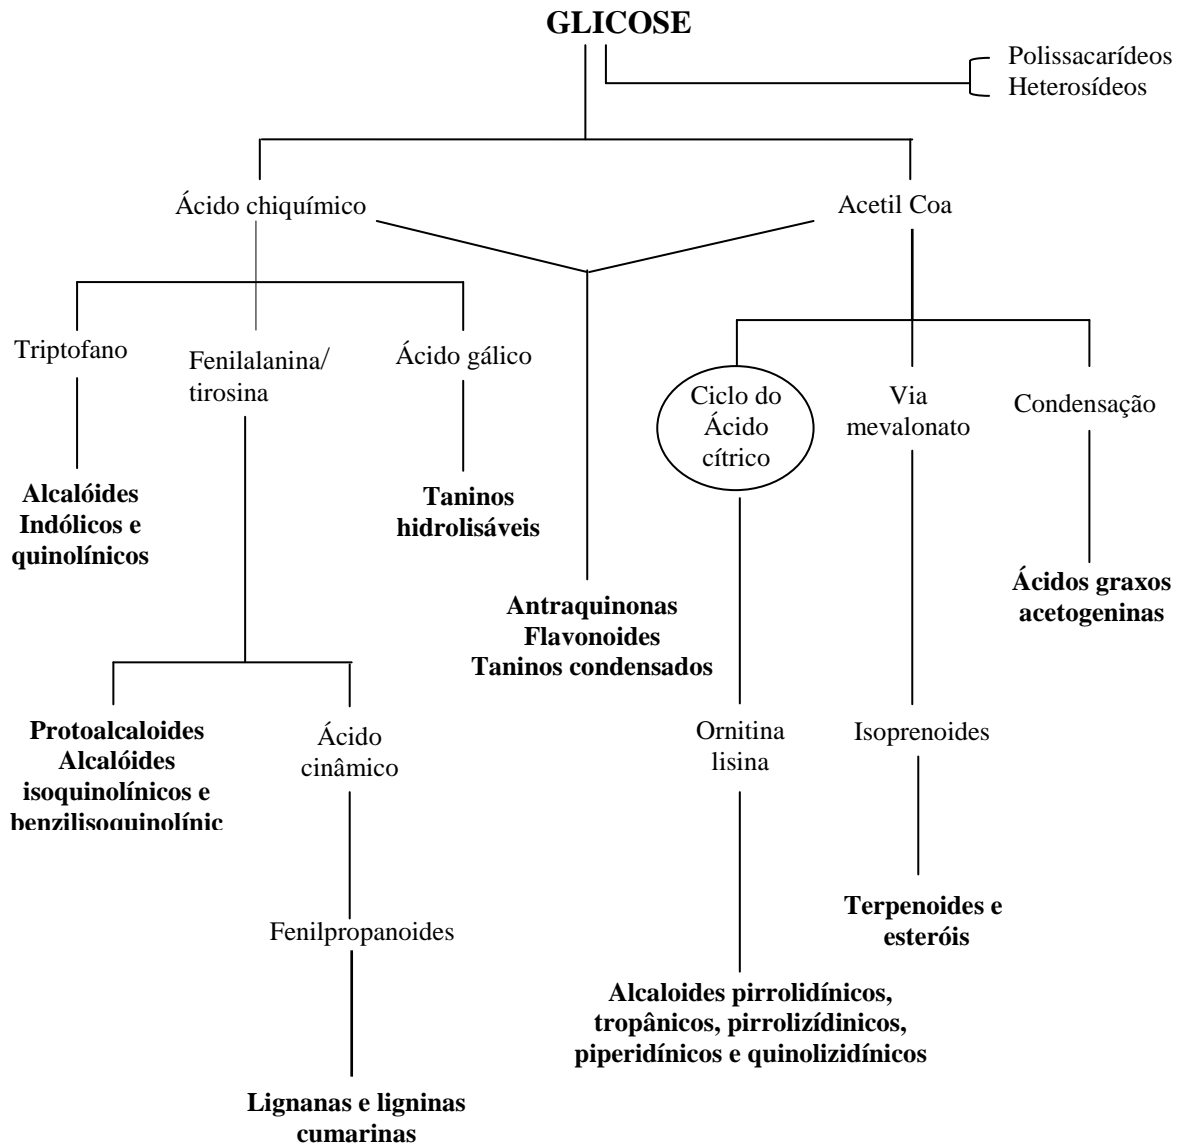 GLICOSE
Polissacarídeos
Heterosídeos
Ácido chiquímico
Acetil Coa
Triptofano
Fenilalanina/
tirosina
Ácido gálico
Ciclo do
Ácido
cítrico
Via
mevalonato
Condensação
Alcalóides
Indólicos e
quinolínicos
Taninos
hidrolisáveis
Antraquinonas
Flavonoides
Taninos condensados
Ácidos graxos
acetogeninas
Protoalcaloides
Alcalóides
isoquinolínicos e
benzilisoquinolínic
Ácido
cinâmico
Ornitina
lisina
Isoprenoides
Fenilpropanoides
Terpenoides e
esteróis
Alcaloides pirrolidínicos,
tropânicos, pirrolizídinicos,
piperidínicos e quinolizidínicos
Lignanas e ligninas
cumarinas